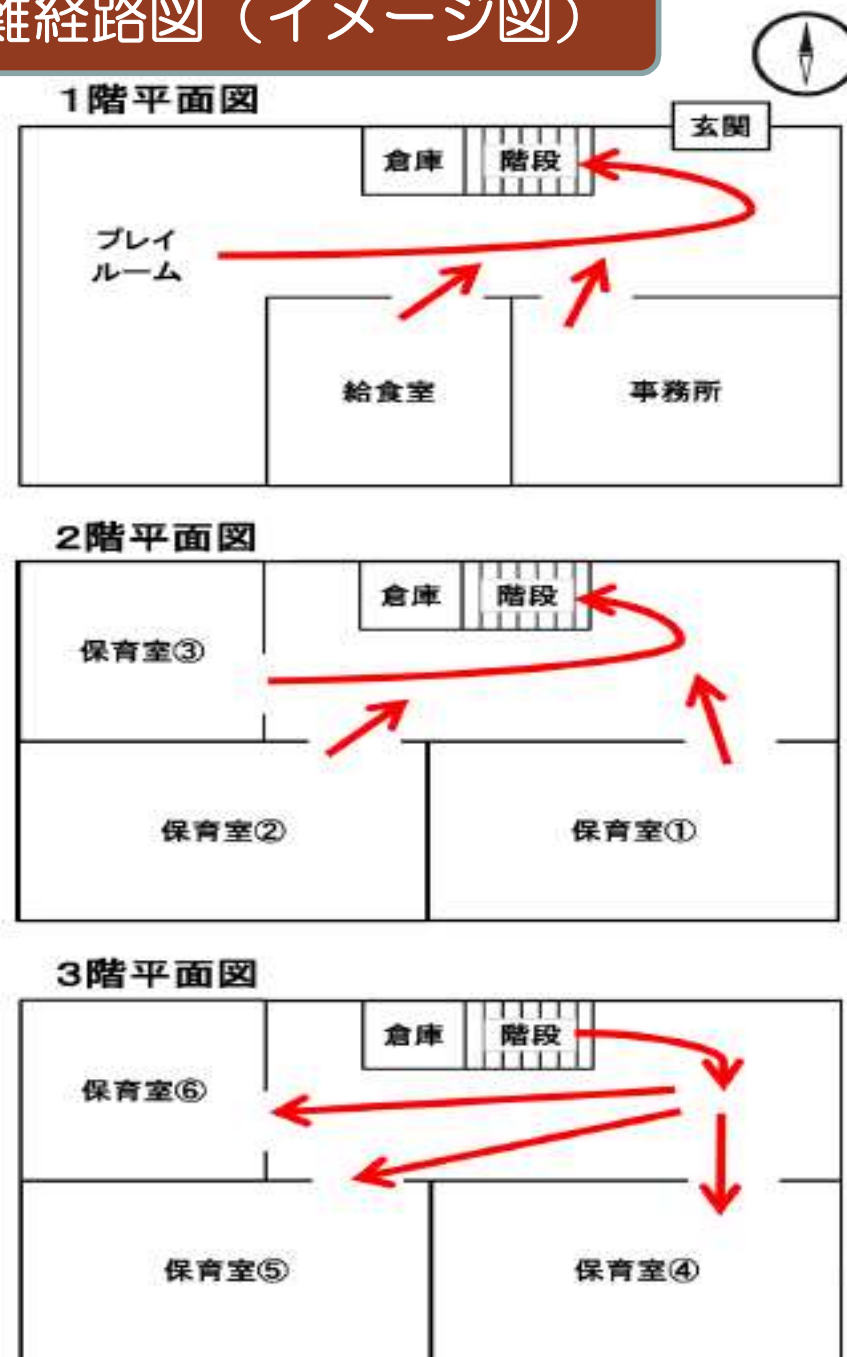 難経路図（イメージ図）
1階平面図
玄関
倉庫
階段
プレイ
ルーム
給食室
事務所
2階平面図
倉庫
階段
保育室③
保育室②
保育室①
3階平面図
倉庫
階段
保育室⑥
保育室⑤
保育室④